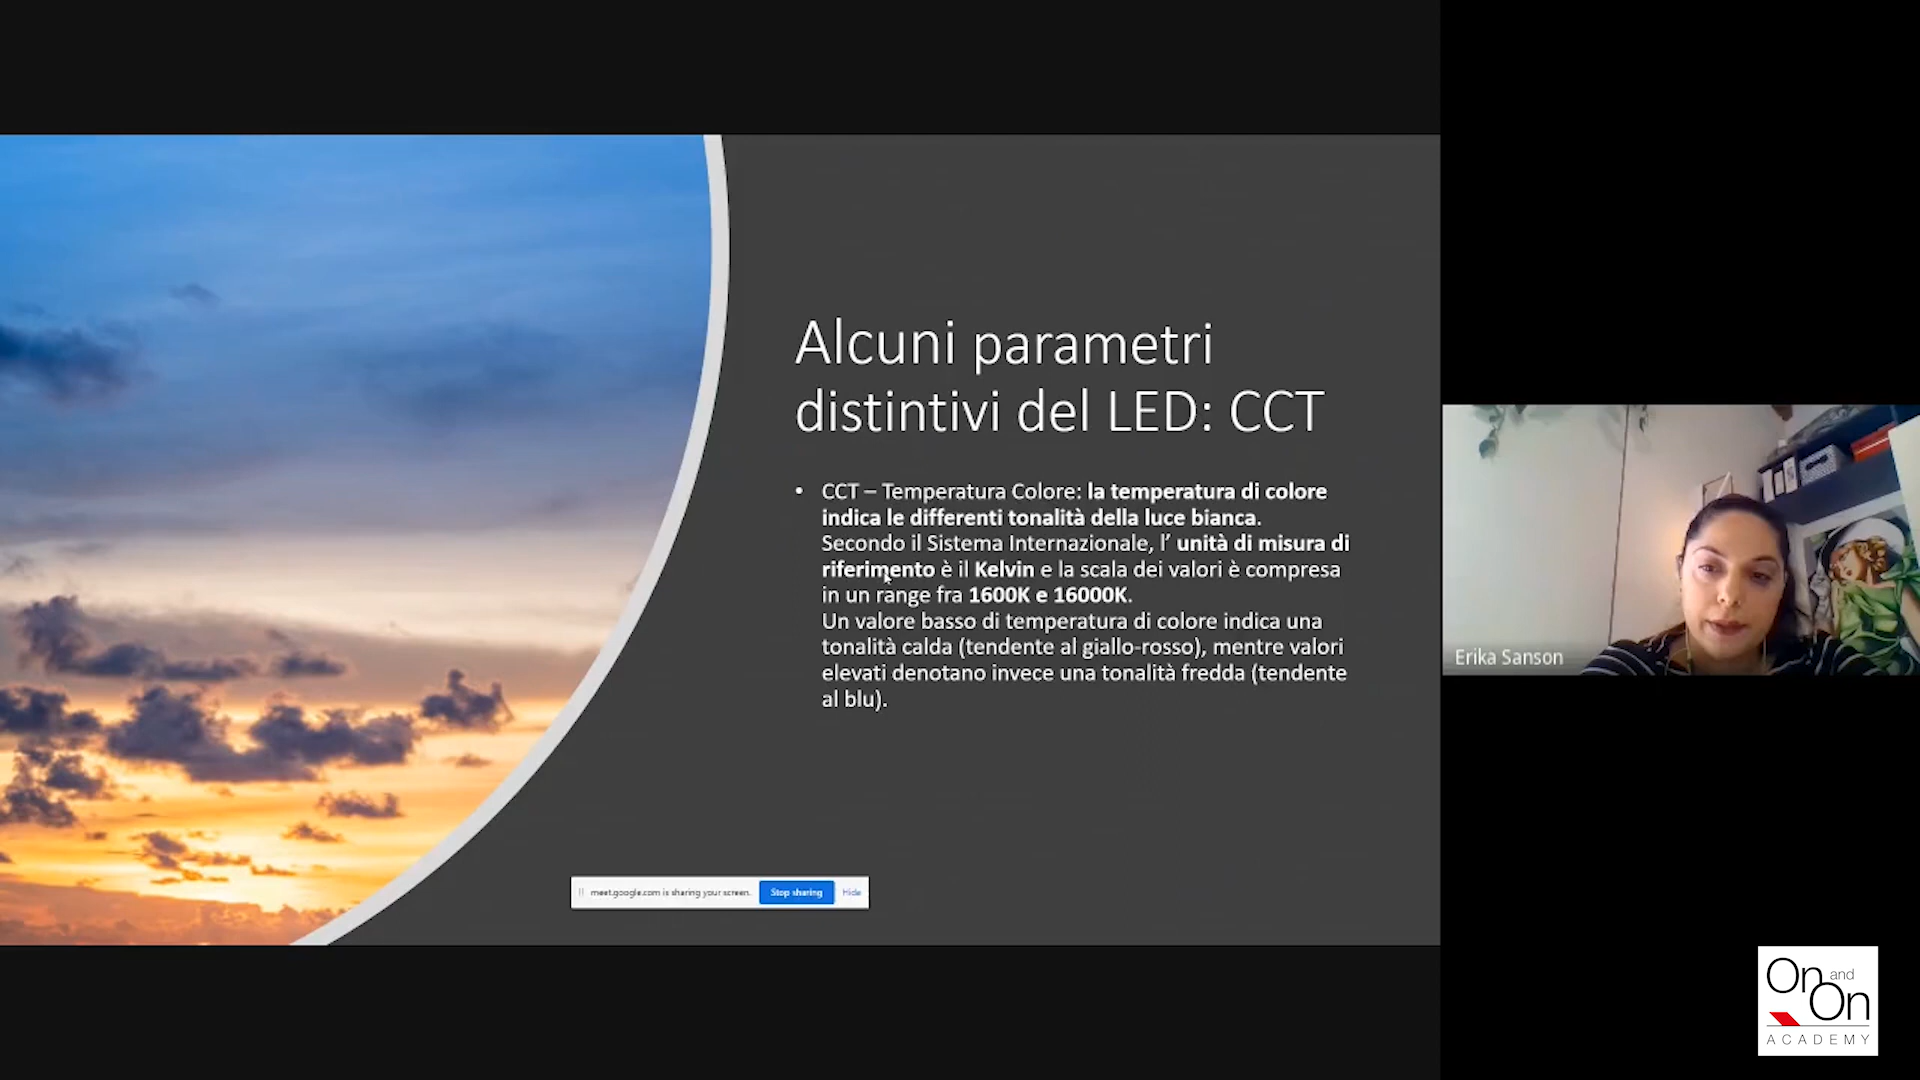 Alcuni parametri
distintivi del LED: CCT
• CCT – Temperatura Colore: la temperatura di colore
indica le differenti tonalità della luce bianca.
Secondo il Sistema Internazionale, l’ unità di misura di
riferimento è il Kelvin e la scala dei valori è compresa
in un range fra 1600K e 16000K.
Un valore basso di temperatura di colore indica una
tonalità calda (tendente al giallo-rosso), mentre valori
elevati denotano invece una tonalità fredda (tendente
al blu).
meet.google.com is sharing your screen. Stop sharing Hide
Erika Sanson
On and
On
ACADEMY